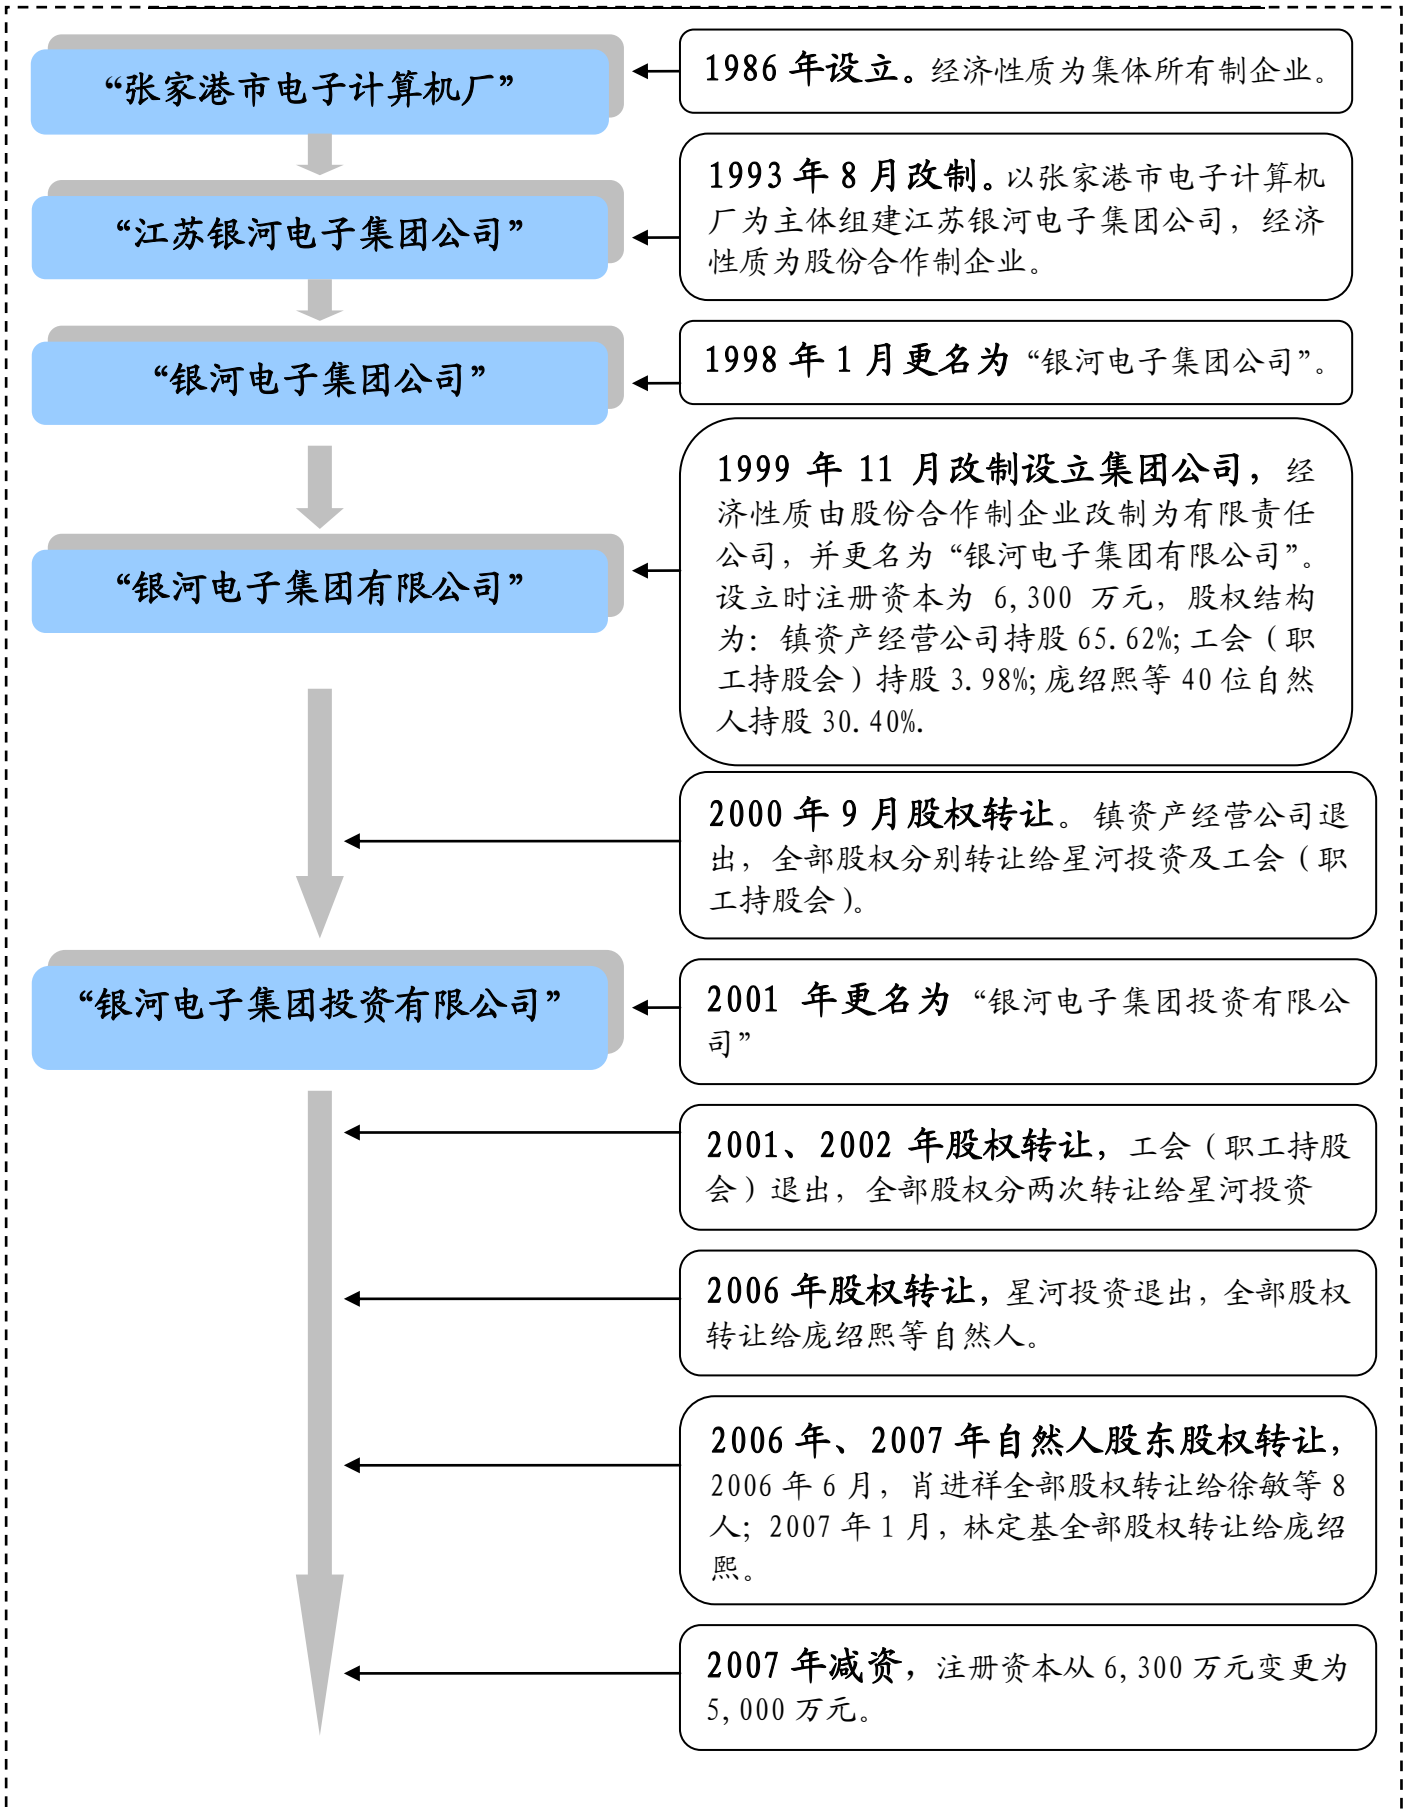 “张家港市电子计算机厂”
1986 年设立。经济性质为集体所有制企业。
“江苏银河电子集团公司”
1993 年 8 月改制。以张家港市电子计算机
厂为主体组建江苏银河电子集团公司，经济
性质为股份合作制企业。
“银河电子集团公司”
1998 年 1 月更名为“银河电子集团公司”。
“银河电子集团有限公司”
1999 年 11 月改制设立集团公司，经
济性质由股份合作制企业改制为有限责任
公司，并更名为“银河电子集团有限公司”。
设立时注册资本为 6,300 万元，股权结构
为：镇资产经营公司持股 65.62%;工会（职
工持股会）持股 3.98%;庞绍熙等 40 位自然
人持股 30.40%.
2000 年 9 月股权转让。镇资产经营公司退
出，全部股权分别转让给星河投资及工会（职
工持股会）。
“银河电子集团投资有限公司”
2001 年更名为“银河电子集团投资有限公
司”
2001、2002 年股权转让，工会（职工持股
会）退出，全部股权分两次转让给星河投资
2006 年股权转让，星河投资退出，全部股权
转让给庞绍熙等自然人。
2006 年、2007 年自然人股东股权转让，
2006 年 6 月，肖进祥全部股权转让给徐敏等 8
人；2007 年 1 月，林定基全部股权转让给庞绍
熙。
2007 年减资，注册资本从 6,300 万元变更为
5,000 万元。